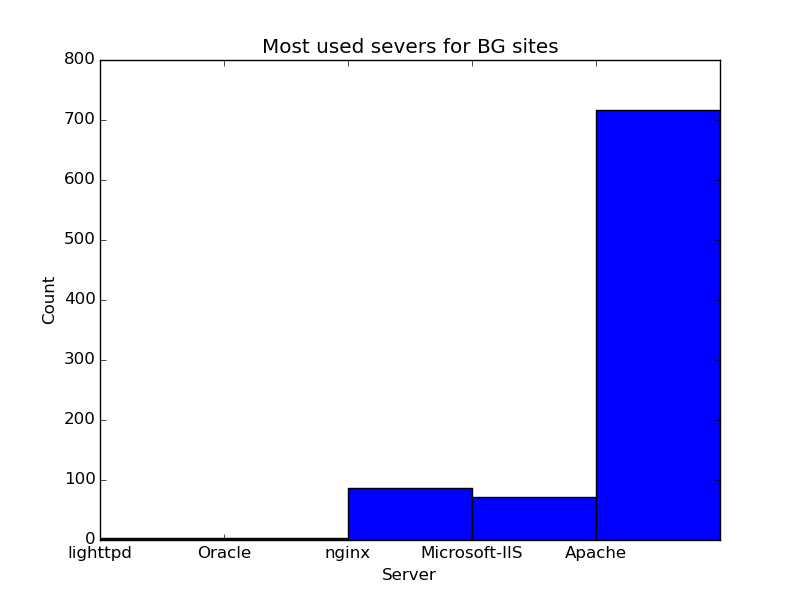 Most used severs for BG sites
800
700
600
500
400
300
200
100
0
Count
lighttpd Oracle nginx Microsoft-IIS Apache
Server